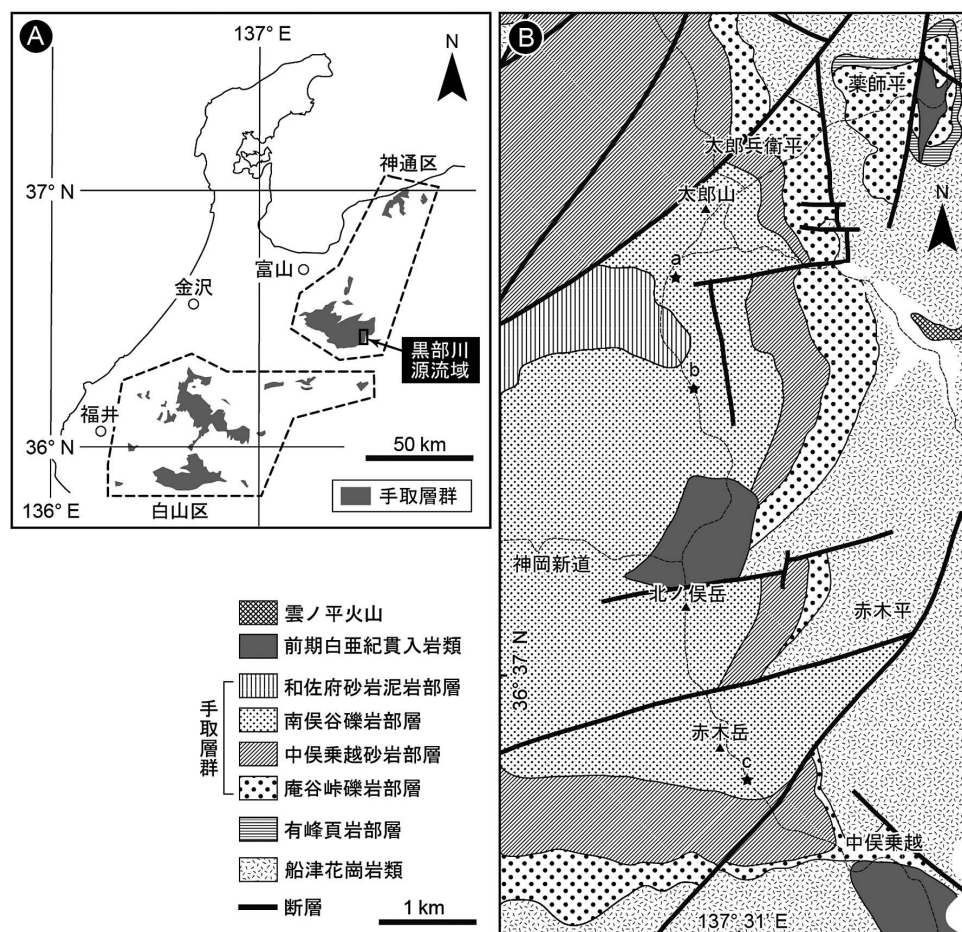 A
137° E
N
神通区
37° N
富山
金沢
黒部川
源流域
福井
36° N
50 km
136° E
白山区
手取層群
雲ノ平火山
前期白亜紀貫入岩類
手取層群
和佐府砂岩泥岩部層
南俣谷礫岩部層
中俣乗越砂岩部層
庵谷峠礫岩部層
有峰頁岩部層
船津花崗岩類
断層
1 km
B
薬師平
太郎兵衛平
太郎山
N
a
b
神岡新道
北ノ俣岳
赤木平
36° 37' N
赤木岳
c
中俣乗越
137° 31' E